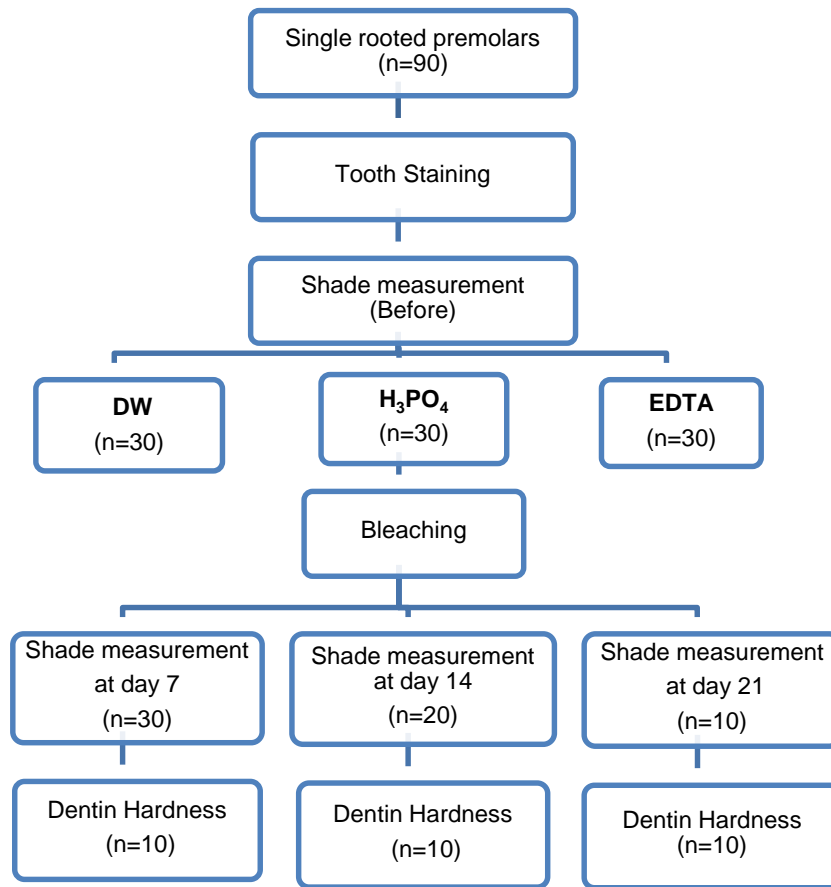 Single rooted premolars
(n=90)
Tooth Staining
Shade measurement
(Before)
DW
(n=30)
H₃PO₄
(n=30)
EDTA
(n=30)
Bleaching
Shade measurement
at day 7
(n=30)
Shade measurement
at day 14
(n=20)
Shade measurement
at day 21
(n=10)
Dentin Hardness
(n=10)
Dentin Hardness
(n=10)
Dentin Hardness
(n=10)